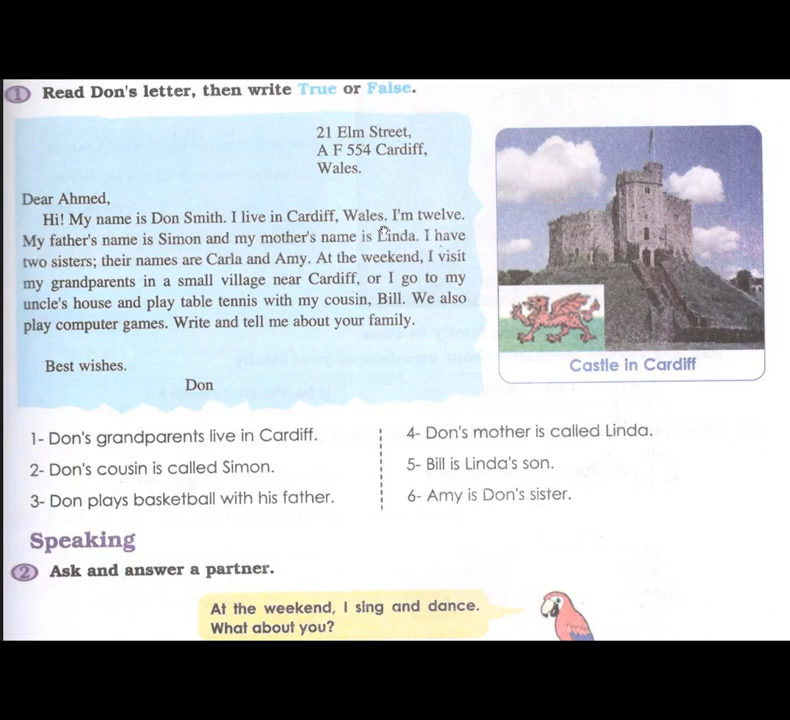 1 Read Don's letter, then write True or False.
21 Elm Street,
A F 554 Cardiff,
Wales.
Dear Ahmed,
Hi! My name is Don Smith. I live in Cardiff, Wales. I'm twelve.
My father's name is Simon and my mother's name is Linda. I have
two sisters; their names are Carla and Amy. At the weekend, I visit
my grandparents in a small village near Cardiff, or I go to my
uncle's house and play table tennis with my cousin, Bill. We also
play computer games. Write and tell me about your family.
Best wishes.
Don
Castle in Cardiff
1- Don's grandparents live in Cardiff.
2- Don's cousin is called Simon.
3- Don plays basketball with his father.
4- Don's mother is called Linda.
5- Bill is Linda's son.
6- Amy is Don's sister.
Speaking
2 Ask and answer a partner.
At the weekend, I sing and dance.
What about you?